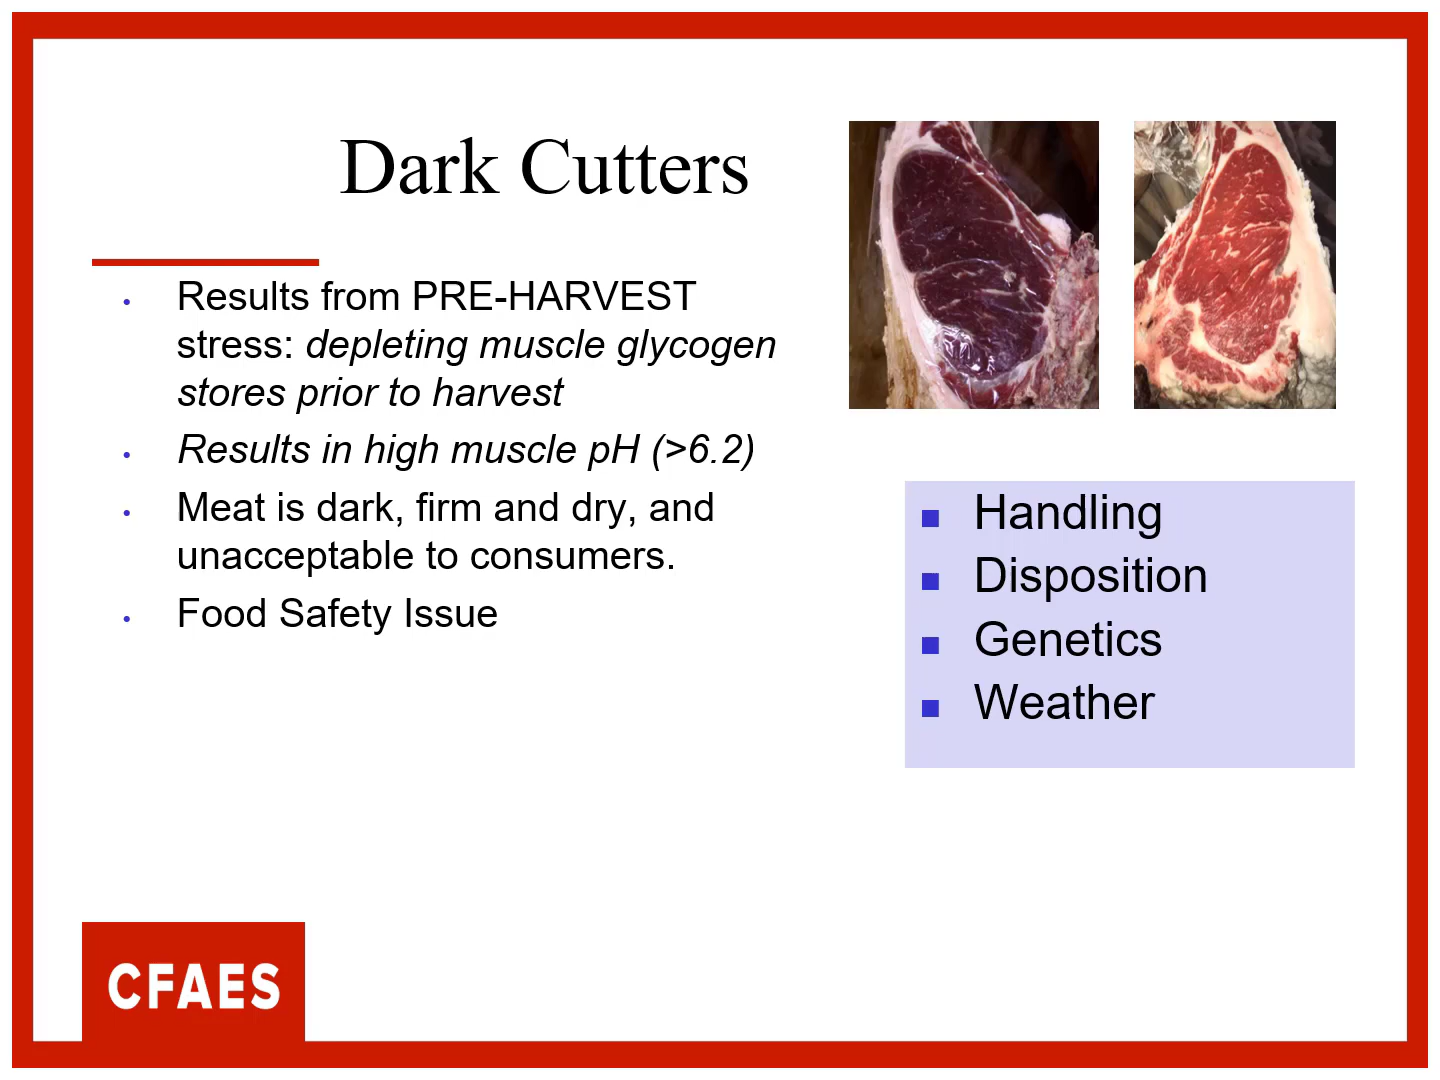 Dark Cutters
Results from PRE-HARVEST
stress: depleting muscle glycogen
stores prior to harvest
Results in high muscle pH (>6.2)
Meat is dark, firm and dry, and
unacceptable to consumers.
Food Safety Issue
Handling
Disposition
Genetics
Weather
CFAES